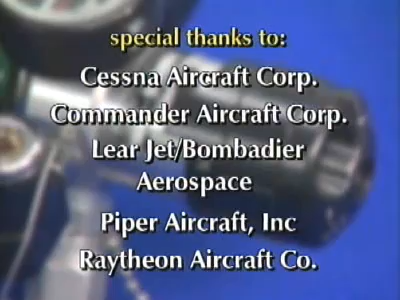 special thanks to:
Cessna Aircraft Corp.
Commander Aircraft Corp.
Lear Jet/Bombadier
Aerospace
Piper Aircraft, Inc
Raytheon Aircraft Co.